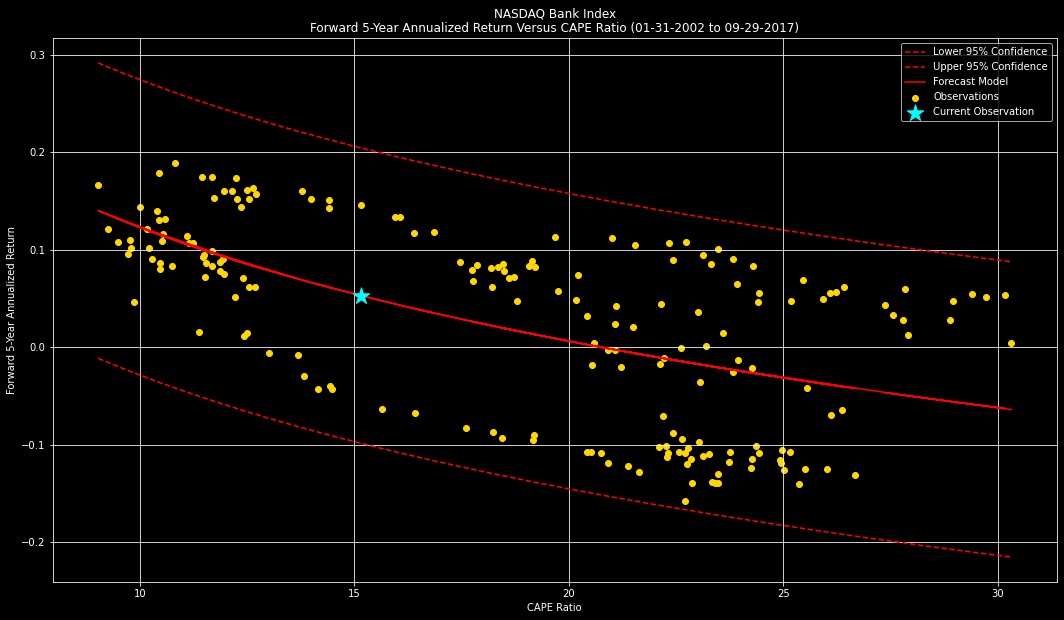 NASDAQ Bank Index
Forward 5-Year Annualized Return Versus CAPE Ratio (01-31-2002 to 09-29-2017)
Lower 95% Confidence
Upper 95% Confidence
Forecast Model
Observations
Current Observation
Forward 5-Year Annualized Return
0.3
0.2
0.1
0.0
−0.1
−0.2
10
15
20
25
30
CAPE Ratio